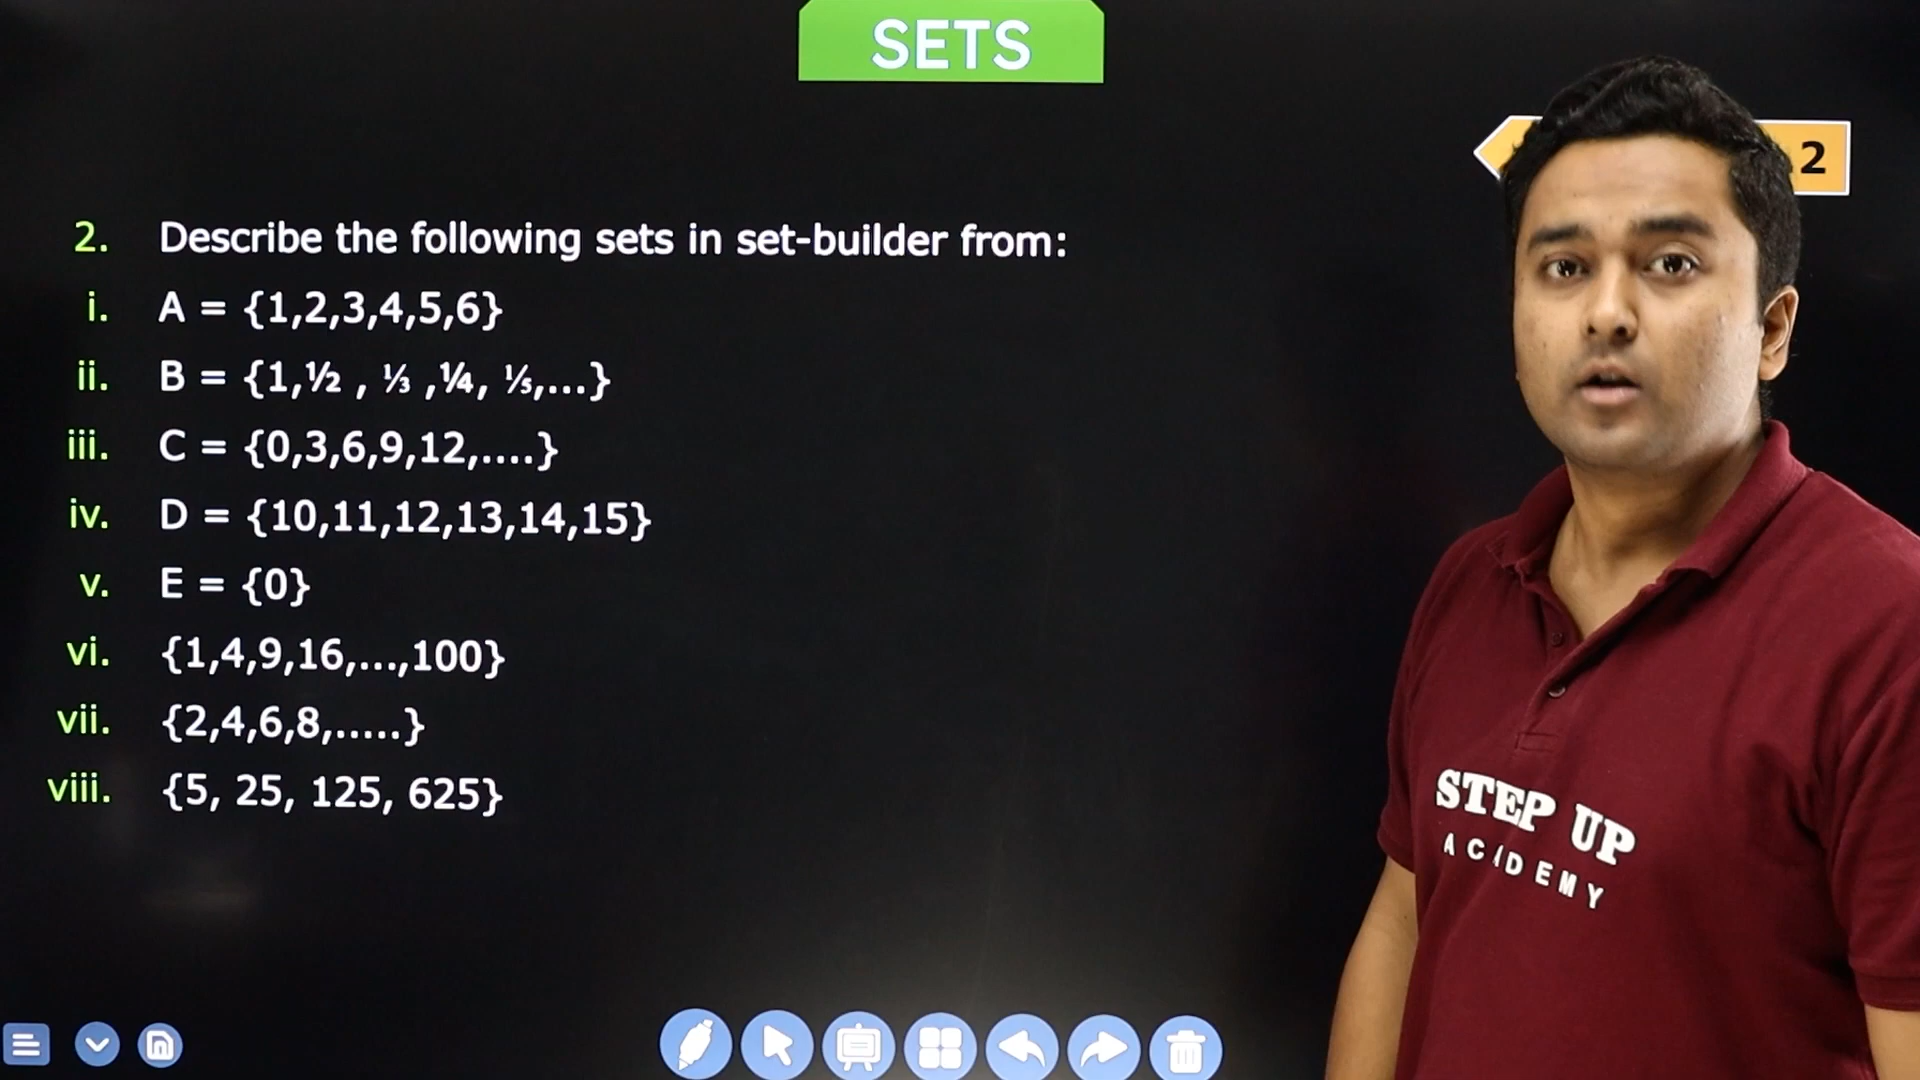 SETS
2
2. Describe the following sets in set-builder from:
i. A = {1,2,3,4,5,6}
ii. B = {1,½ , ⅓ ,¼, ⅕,...}
iii. C = {0,3,6,9,12,....}
iv. D = {10,11,12,13,14,15}
v. E = {0}
vi. {1,4,9,16,...,100}
vii. {2,4,6,8,.....}
viii. {5, 25, 125, 625}
STEP UP
ACADEMY